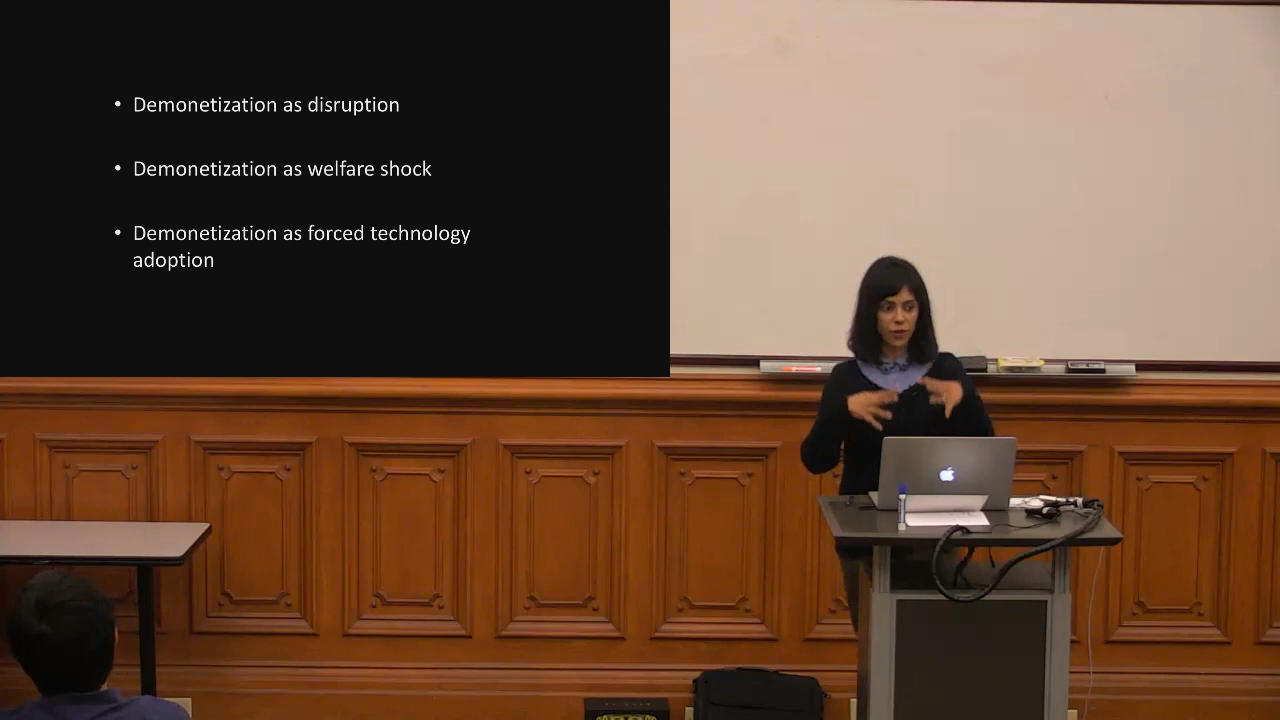 • Demonetization as disruption
• Demonetization as welfare shock
• Demonetization as forced technology
adoption